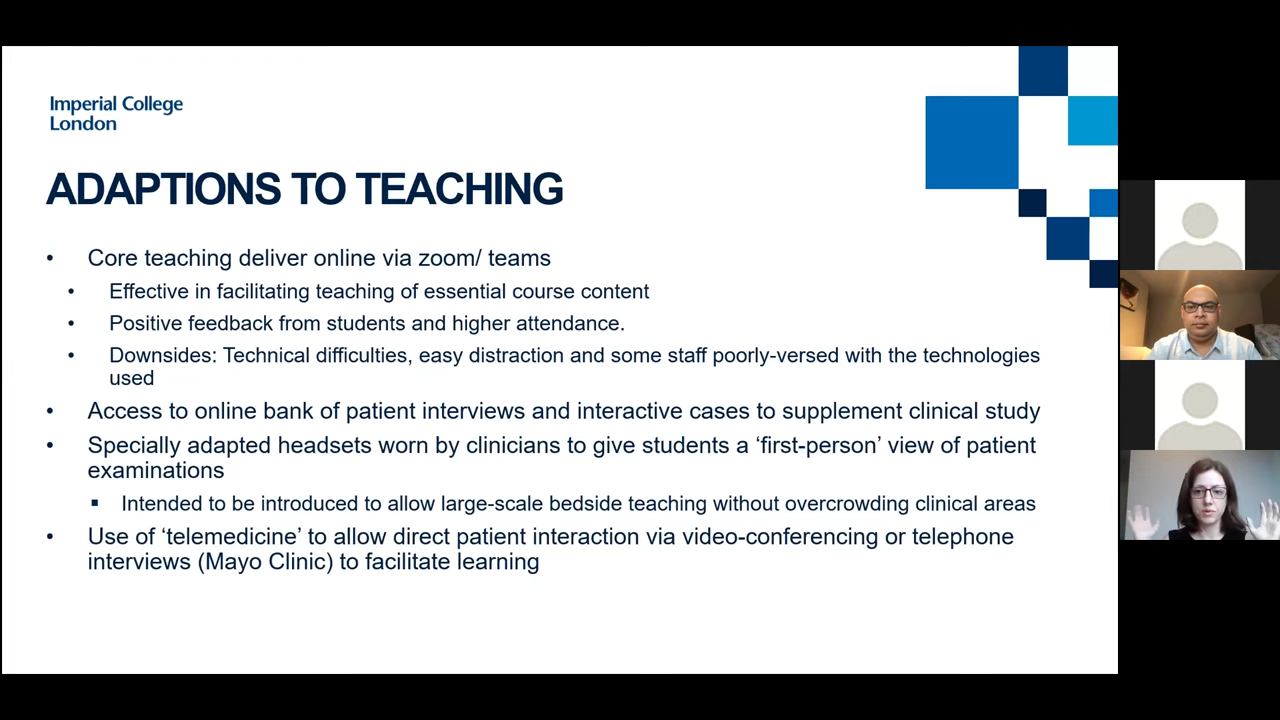 Imperial College
London
ADAPTIONS TO TEACHING
• Core teaching deliver online via zoom/ teams
• Effective in facilitating teaching of essential course content
• Positive feedback from students and higher attendance.
• Downsides: Technical difficulties, easy distraction and some staff poorly-versed with the technologies
used
• Access to online bank of patient interviews and interactive cases to supplement clinical study
• Specially adapted headsets worn by clinicians to give students a ‘first-person’ view of patient
examinations
▪ Intended to be introduced to allow large-scale bedside teaching without overcrowding clinical areas
• Use of ‘telemedicine’ to allow direct patient interaction via video-conferencing or telephone
interviews (Mayo Clinic) to facilitate learning